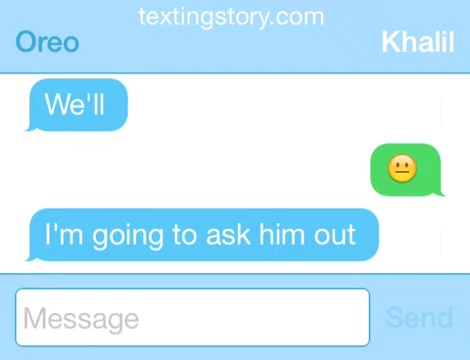 textingstory.com
Oreo Khalil
We'll
😐
I'm going to ask him out
Message Send